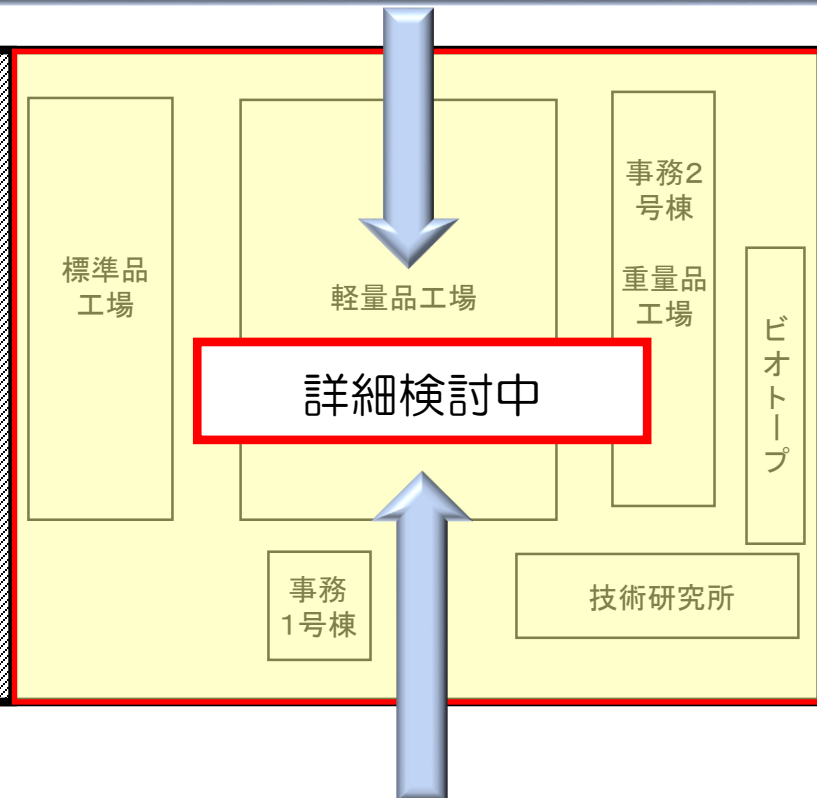 標準品
工場
軽量品工場
事務2
号棟
重量品
工場
ビオトープ
詳細検討中
事務
1号棟
技術研究所